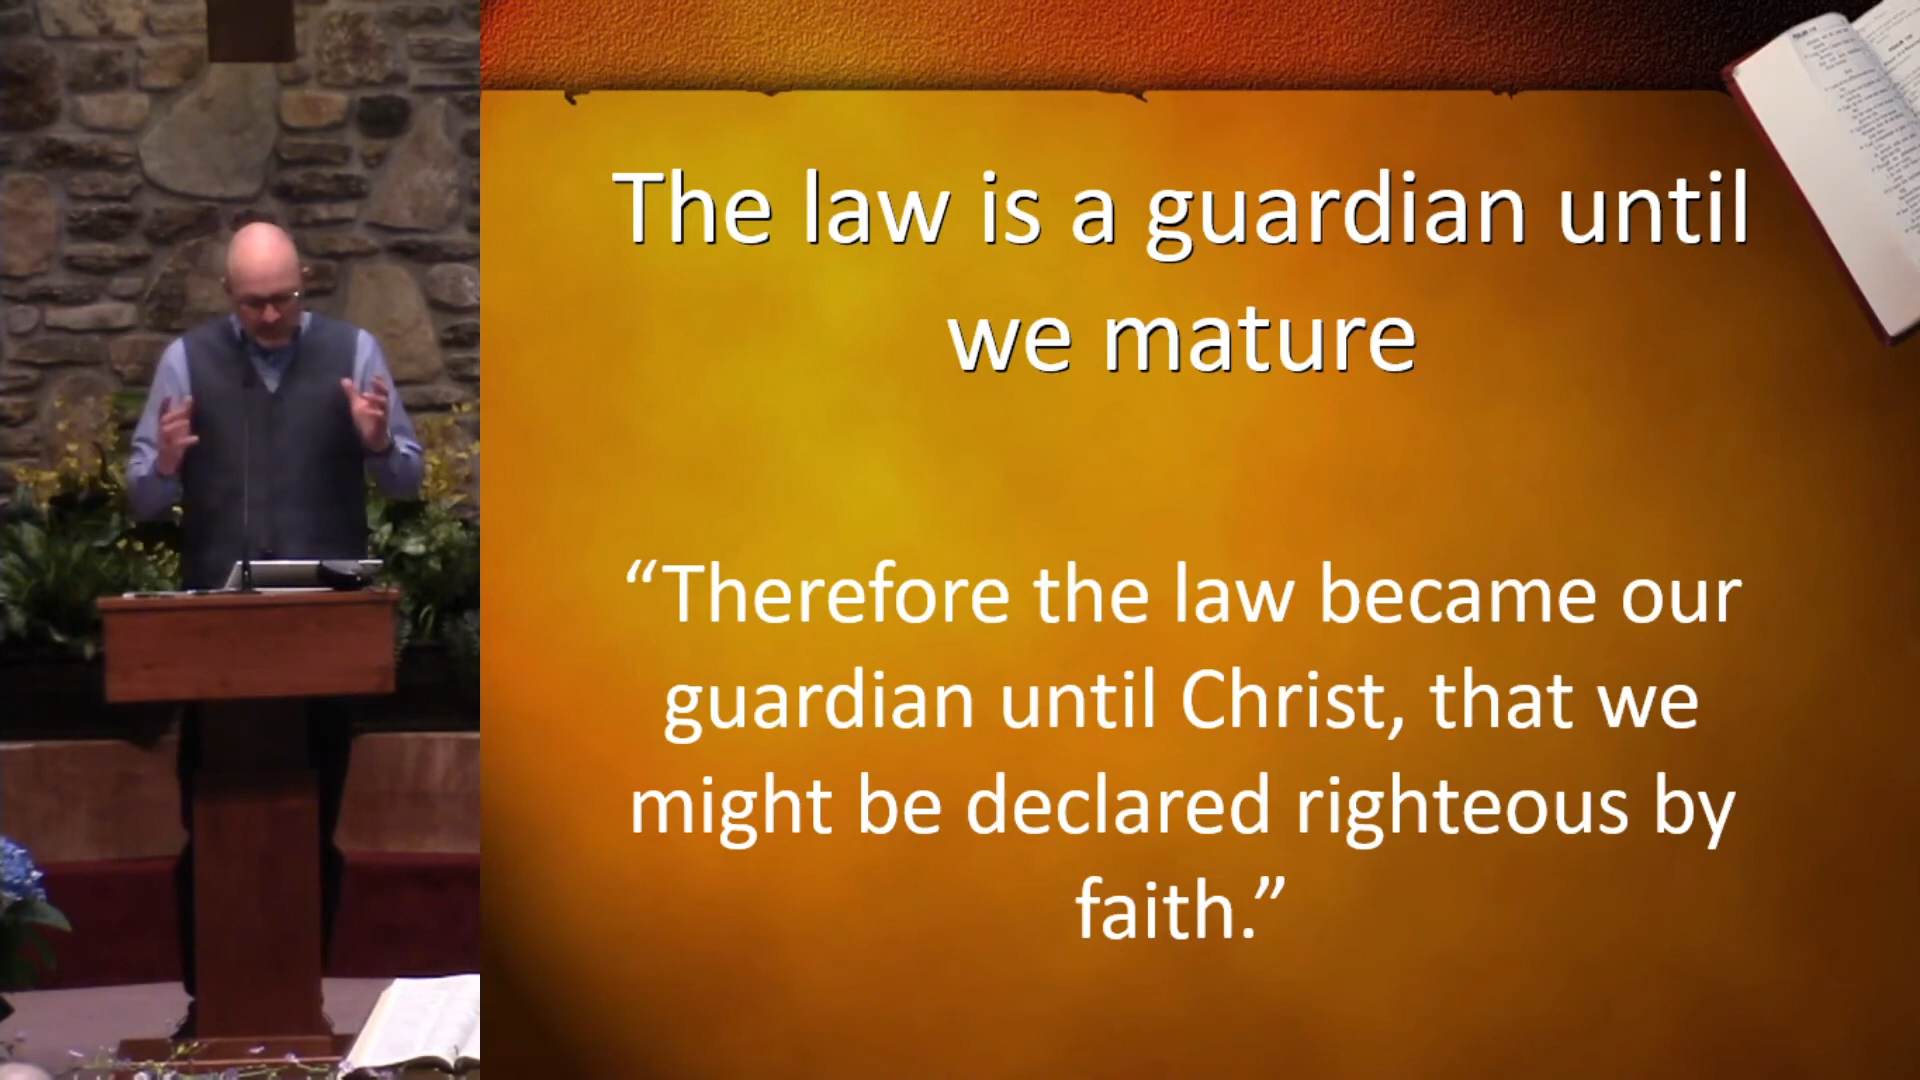 The law is a guardian until
we mature
“Therefore the law became our
guardian until Christ, that we
might be declared righteous by
faith.”